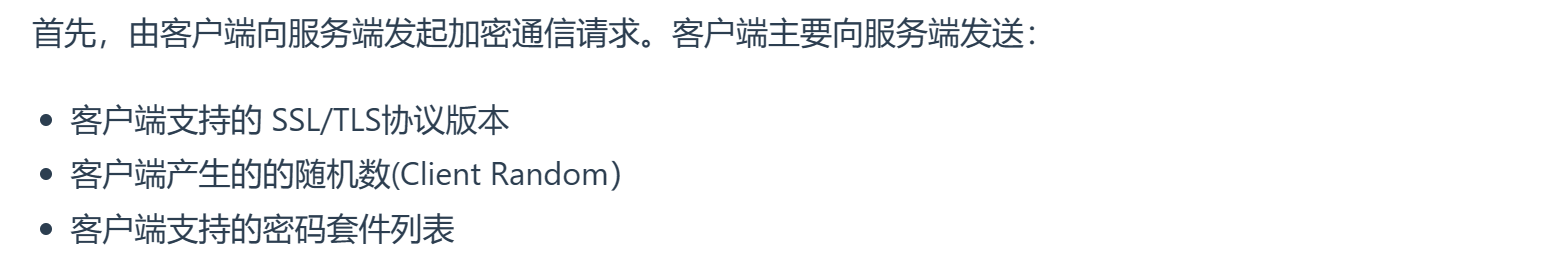 首先，由客户端向服务端发起加密通信请求。客户端主要向服务端发送：
• 客户端支持的 SSL/TLS协议版本
• 客户端产生的的随机数(Client Random）
• 客户端支持的密码套件列表